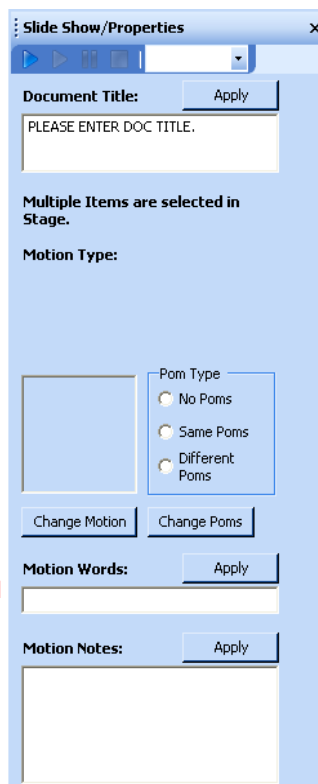 Slide Show/Properties
Document Title:
Apply
PLEASE ENTER DOC TITLE.
Multiple Items are selected in
Stage.
Motion Type:
Pom Type
No Poms
Same Poms
Different
Poms
Change Motion
Change Poms
Motion Words:
Apply
Motion Notes:
Apply